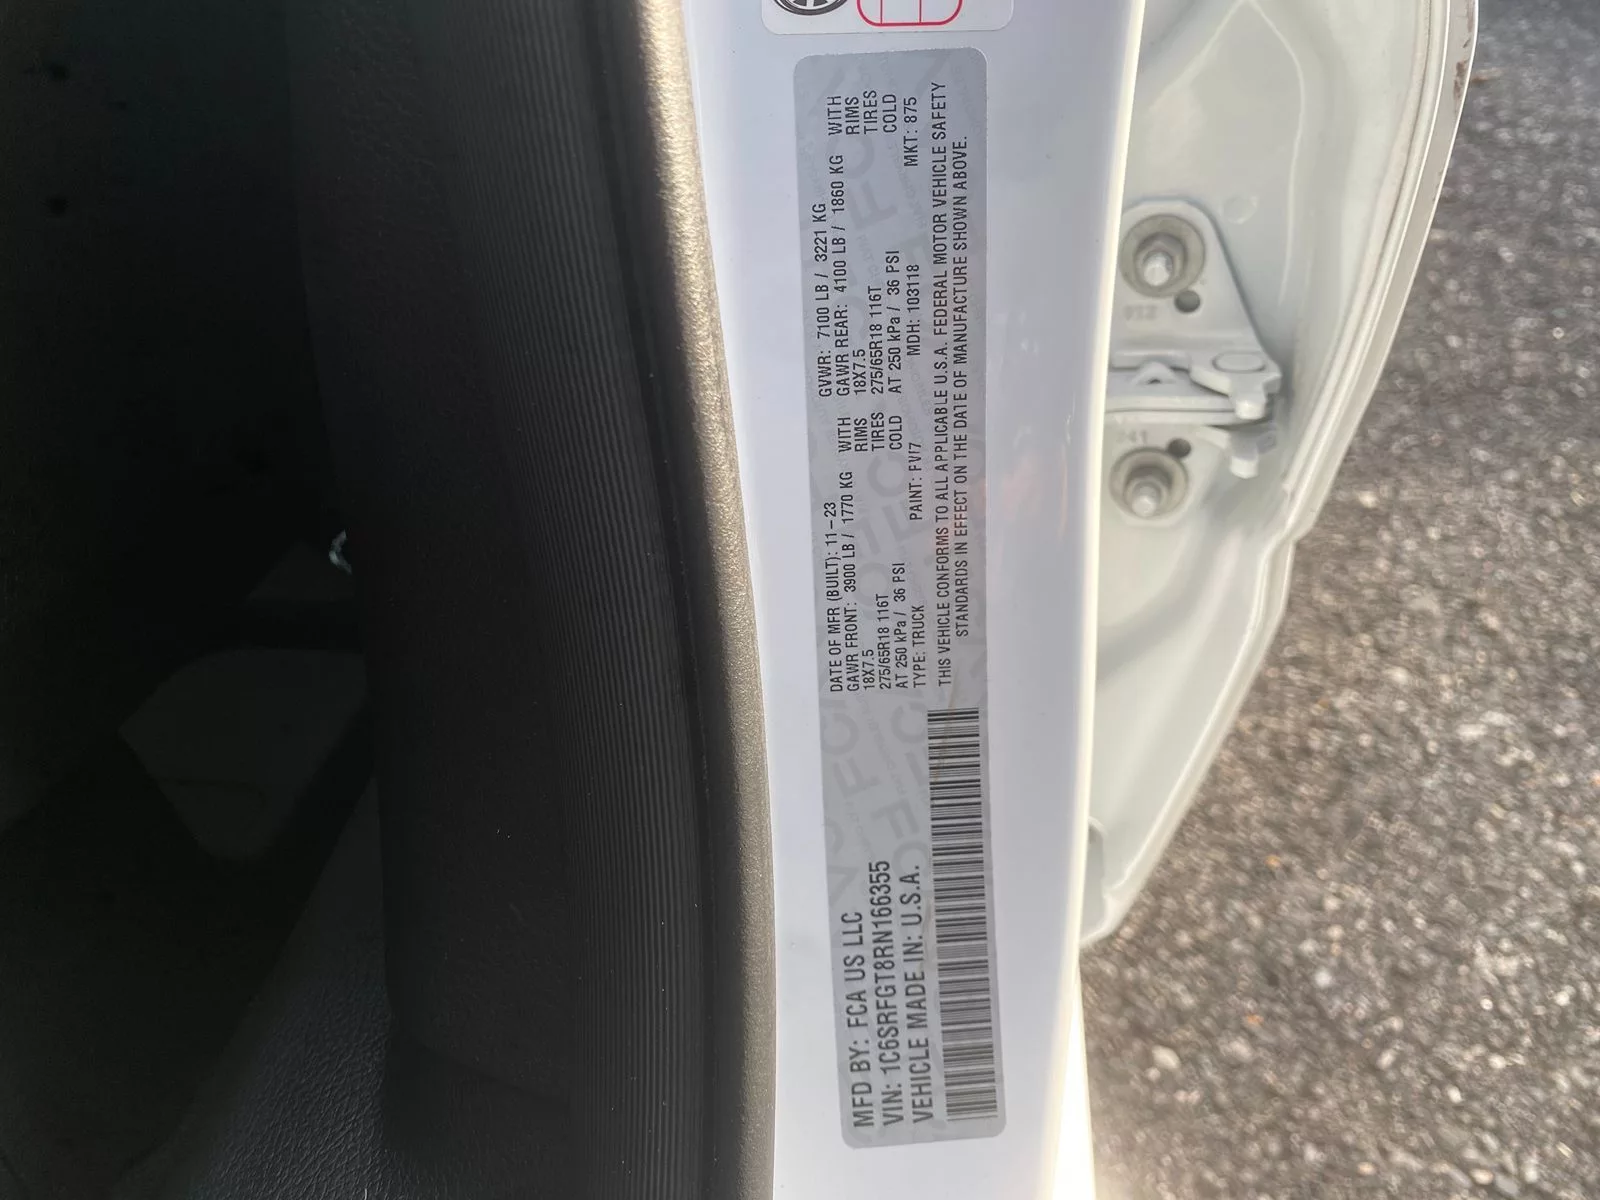 MFD BY: FCA US LLC
VIN: 1C6SRFGT8RN166355
VEHICLE MADE IN: U.S.A.
DATE OF MFR (BUILT): 11-23 GVWR: 7100 LB / 3221 KG
GAWR FRONT: 3900 LB / 1770 KG WITH GAWR REAR: 4100 LB / 1860 KG WITH
18X7.5 RIMS 18X7.5 RIMS
275/65R18 116T TIRES 275/65R18 116T TIRES
AT 250 kPa / 36 PSI COLD AT 250 kPa / 36 PSI COLD
TYPE: TRUCK PAINT: FVI7 MDH: 103118 MKT: 875
THIS VEHICLE CONFORMS TO ALL APPLICABLE U.S.A. FEDERAL MOTOR VEHICLE SAFETY
STANDARDS IN EFFECT ON THE DATE OF MANUFACTURE SHOWN ABOVE.